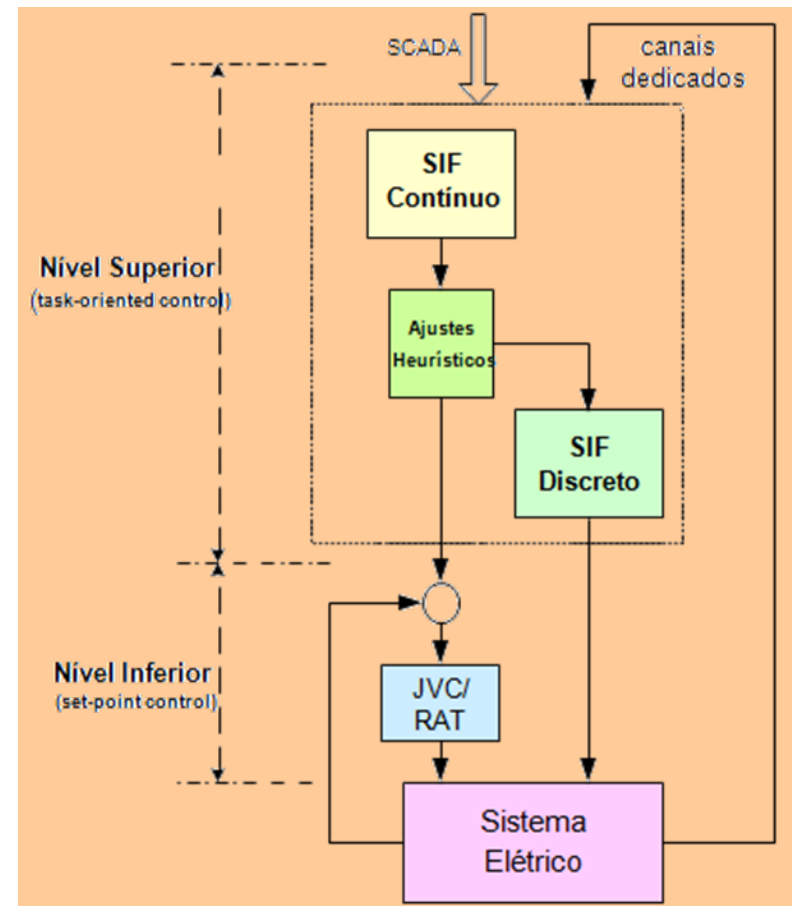 SCADA
canais
dedicados
SIF
Contínuo
Nível Superior
(task-oriented control)
Ajustes
Heurísticos
SIF
Discreto
Nível Inferior
(set-point control)
JVC/
RAT
Sistema
Elétrico